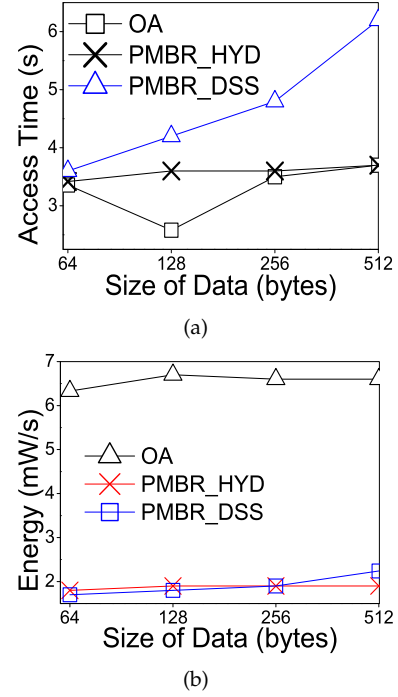 OA
PMBR_HYD
PMBR_DSS
6
5
4
3
Access Time (s)
64 128 256 512
Size of Data (bytes)
(a)
7
6
5
4
3
2
Energy (mW/s)
OA
PMBR_HYD
PMBR_DSS
64 128 256 512
Size of Data (bytes)
(b)